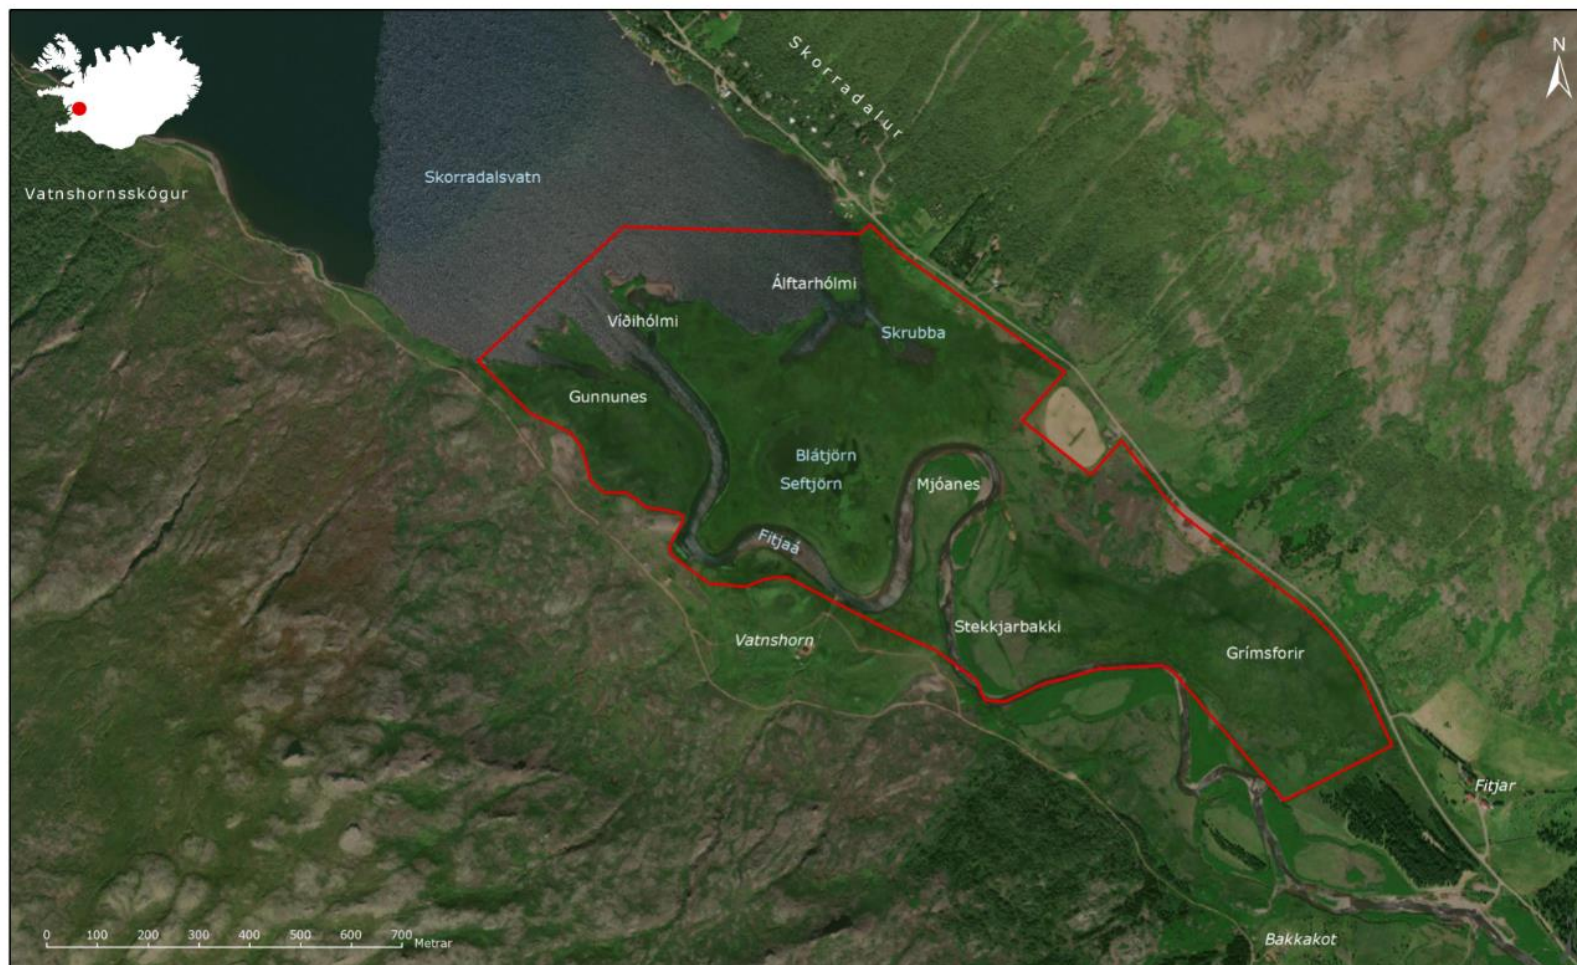 N
Skorradalur
Skorradalsvatn
Vatnshornsskógur
Álftarhólmi
Víðihólmi
Skrubba
Gunnunes
Blátjörn
Seftjörn
Mjóanes
Fitjaá
Stekkjarbakki
Vatnshorn
Grímsforir
Fitjar
Bakkakot
0 100 200 300 400 500 600 700 Metrar